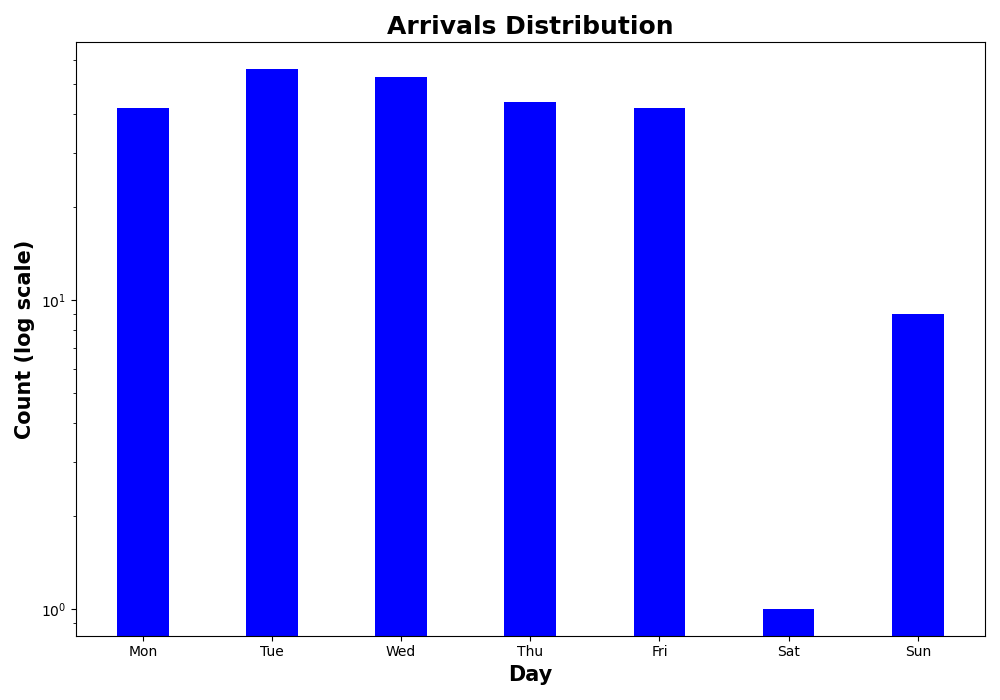 Arrivals Distribution
Count (log scale)
10¹
10⁰
Mon Tue Wed Thu Fri Sat Sun
Day